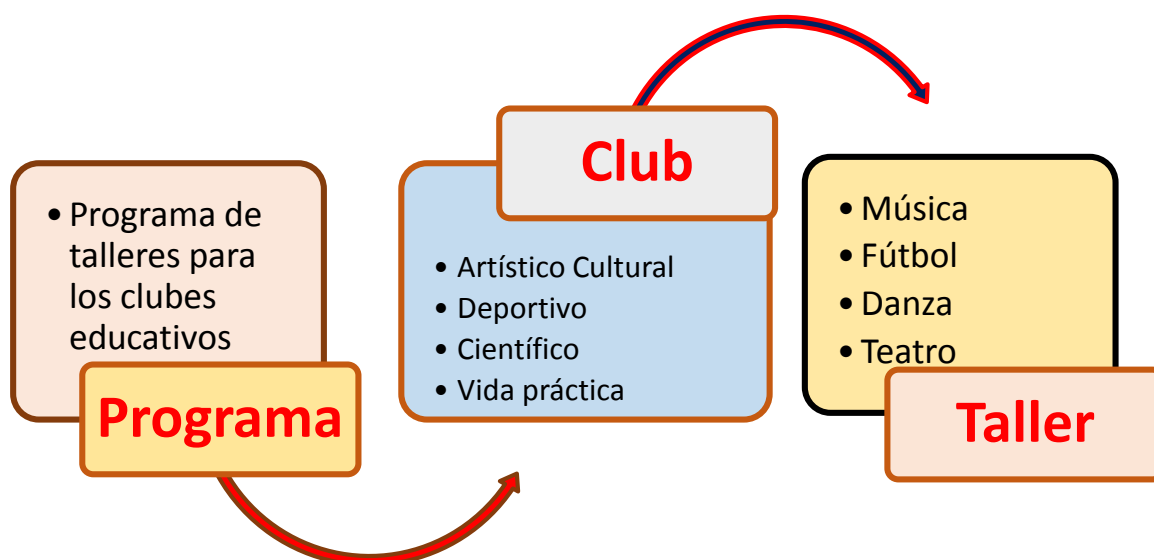 • Programa de
talleres para
los clubes
educativos
Programa
Club
• Artístico Cultural
• Deportivo
• Científico
• Vida práctica
• Música
• Fútbol
• Danza
• Teatro
Taller